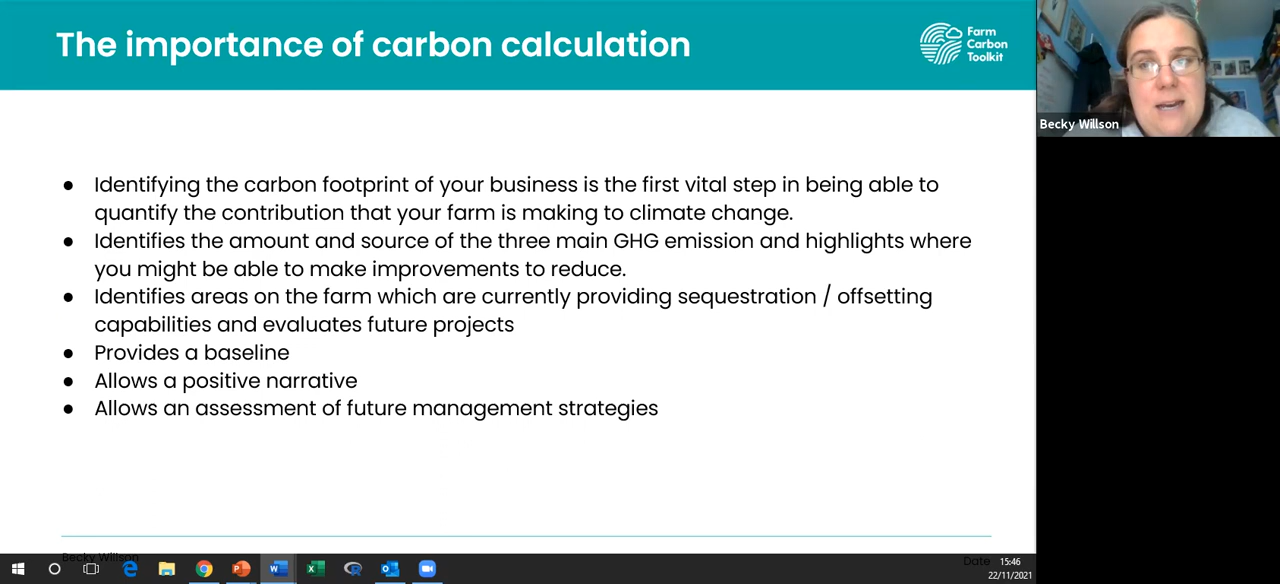 The importance of carbon calculation
Farm
Carbon
Toolkit
Becky Willson
● Identifying the carbon footprint of your business is the first vital step in being able to
quantify the contribution that your farm is making to climate change.
● Identifies the amount and source of the three main GHG emission and highlights where
you might be able to make improvements to reduce.
● Identifies areas on the farm which are currently providing sequestration / offsetting
capabilities and evaluates future projects
● Provides a baseline
● Allows a positive narrative
● Allows an assessment of future management strategies
Becky Willson
Date
15:46
22/11/2021